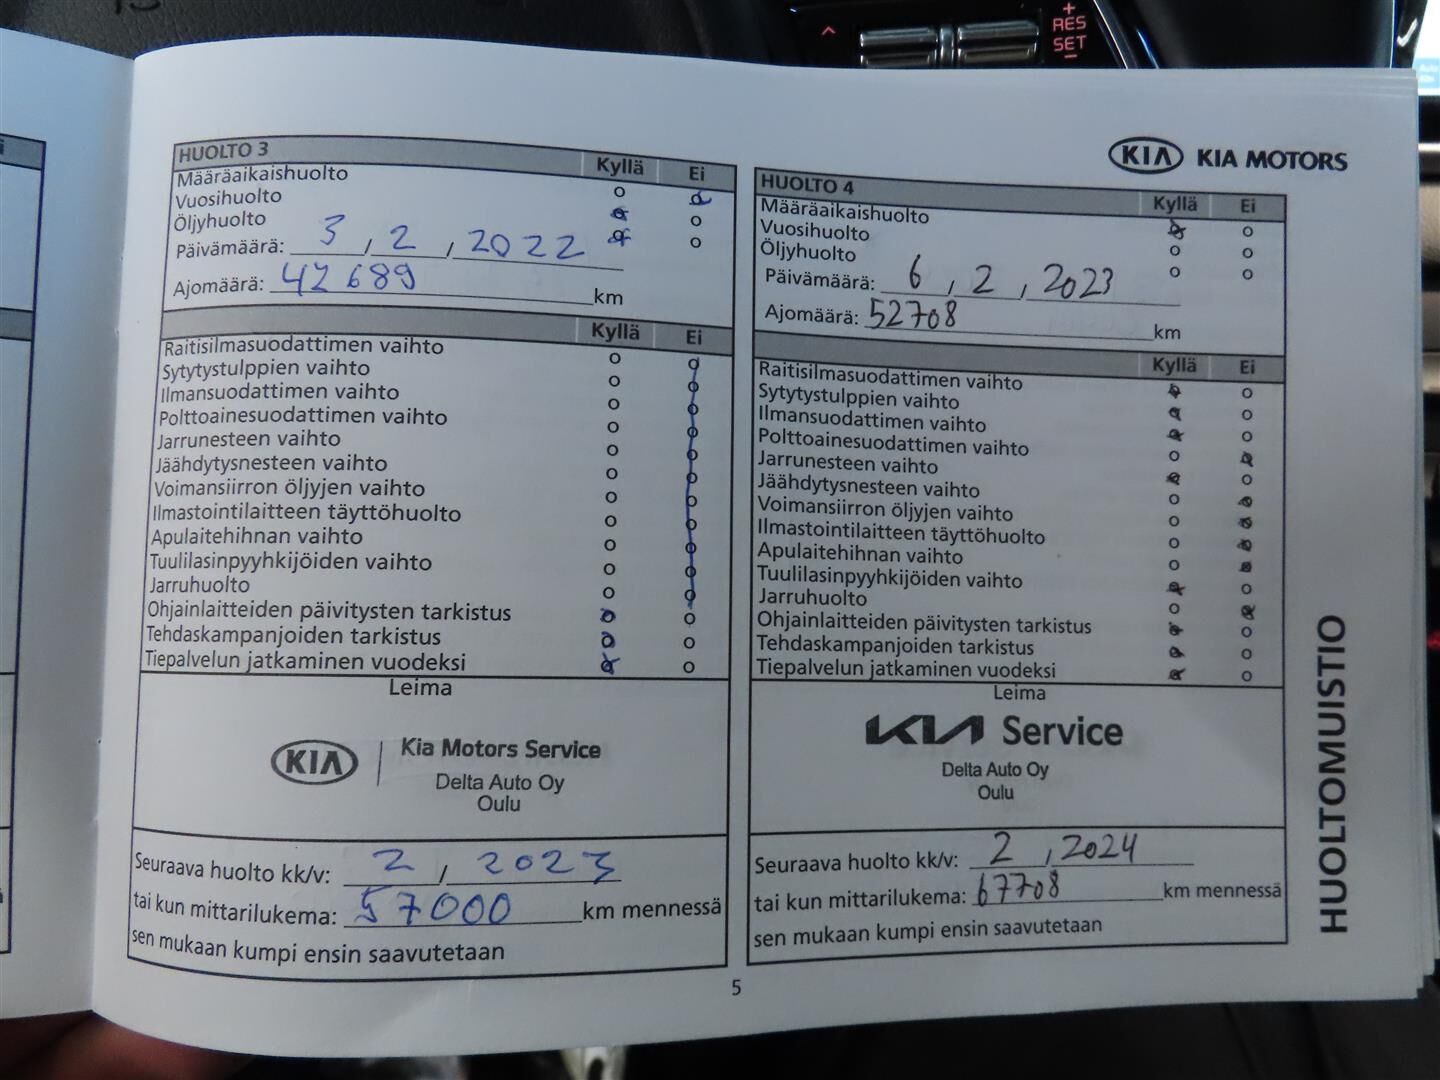 RES
SET
HUOLTO 3
Kyllä Ei
Määräaikaishuolto
Vuosihuolto
Öljyhuolto
Päivämäärä: 3, 2, 2022
Ajomäärä: 42689 km
Kyllä Ei
Raitisilmasuodattimen vaihto
Sytytystulppien vaihto
Ilmansuodattimen vaihto
Polttoainesuodattimen vaihto
Jarrunesteen vaihto
Jäähdytysnesteen vaihto
Voimansiirron öljyjen vaihto
Ilmastointilaitteen täyttöhuolto
Apulaitehihnan vaihto
Tuulilasinpyyhkijöiden vaihto
Jarruhuolto
Ohjainlaitteiden päivitysten tarkistus
Tehdaskampanjoiden tarkistus
Tiepalvelun jatkaminen vuodeksi
Leima
KIA Kia Motors Service
Delta Auto Oy
Oulu
Seuraava huolto kk/v: 2, 2023
tai kun mittarilukema: 57000 km mennessä
sen mukaan kumpi ensin saavutetaan
KIA KIA MOTORS
HUOLTO 4
Kyllä Ei
Määräaikaishuolto
Vuosihuolto
Öljyhuolto
Päivämäärä: 6, 2, 2023
Ajomäärä: 52708 km
Kyllä Ei
Raitisilmasuodattimen vaihto
Sytytystulppien vaihto
Ilmansuodattimen vaihto
Polttoainesuodattimen vaihto
Jarrunesteen vaihto
Jäähdytysnesteen vaihto
Voimansiirron öljyjen vaihto
Ilmastointilaitteen täyttöhuolto
Apulaitehihnan vaihto
Tuulilasinpyyhkijöiden vaihto
Jarruhuolto
Ohjainlaitteiden päivitysten tarkistus
Tehdaskampanjoiden tarkistus
Tiepalvelun jatkaminen vuodeksi
Leima
KIA Service
Delta Auto Oy
Oulu
Seuraava huolto kk/v: 2, 2024
tai kun mittarilukema: 67708 km mennessä
sen mukaan kumpi ensin saavutetaan
HUOLTOMUISTIO
5